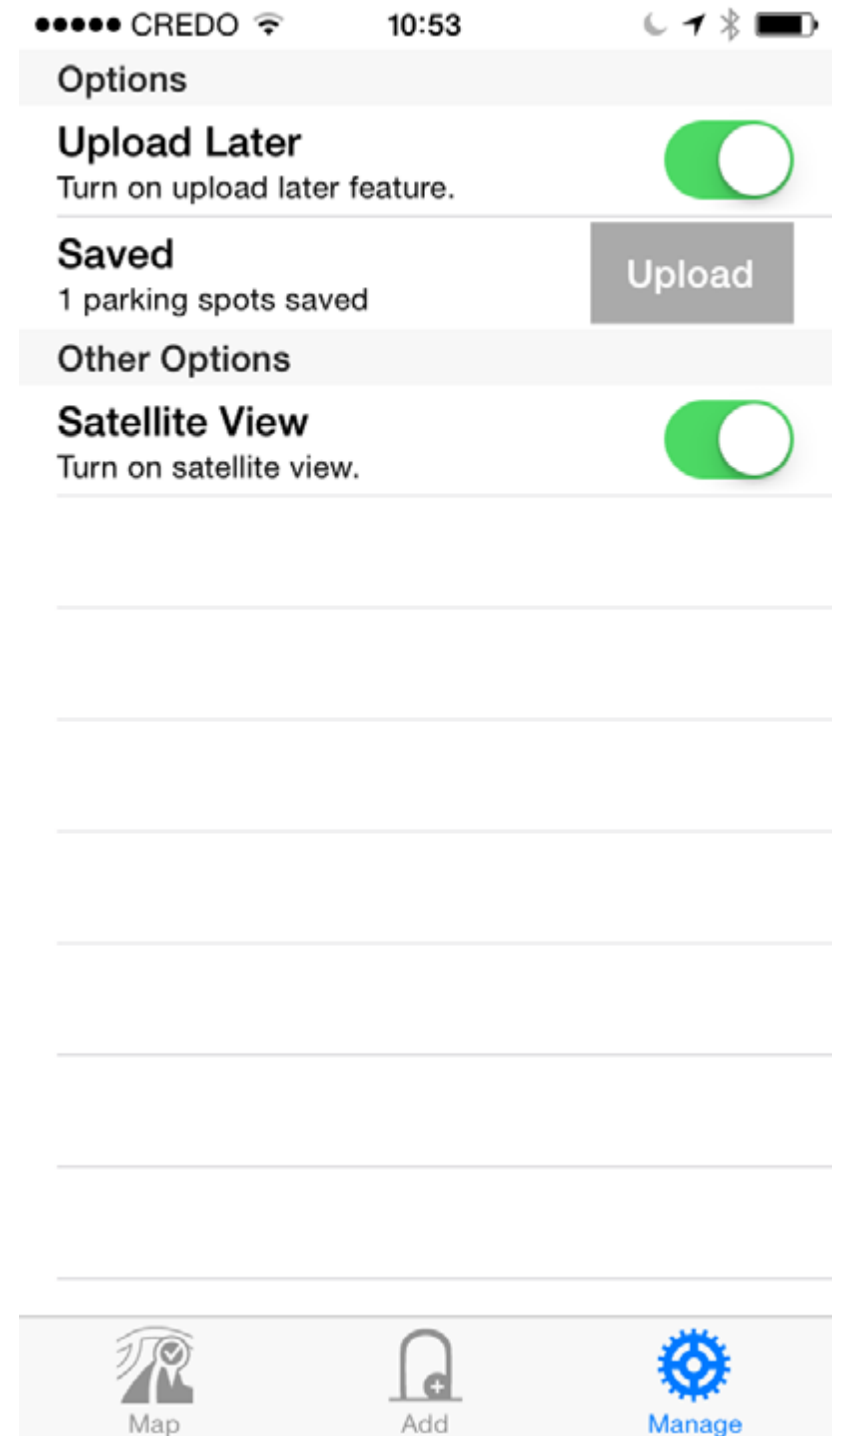 CREDO 10:53
Options
Upload Later
Turn on upload later feature.
Saved
1 parking spots saved
Upload
Other Options
Satellite View
Turn on satellite view.
Map Add Manage